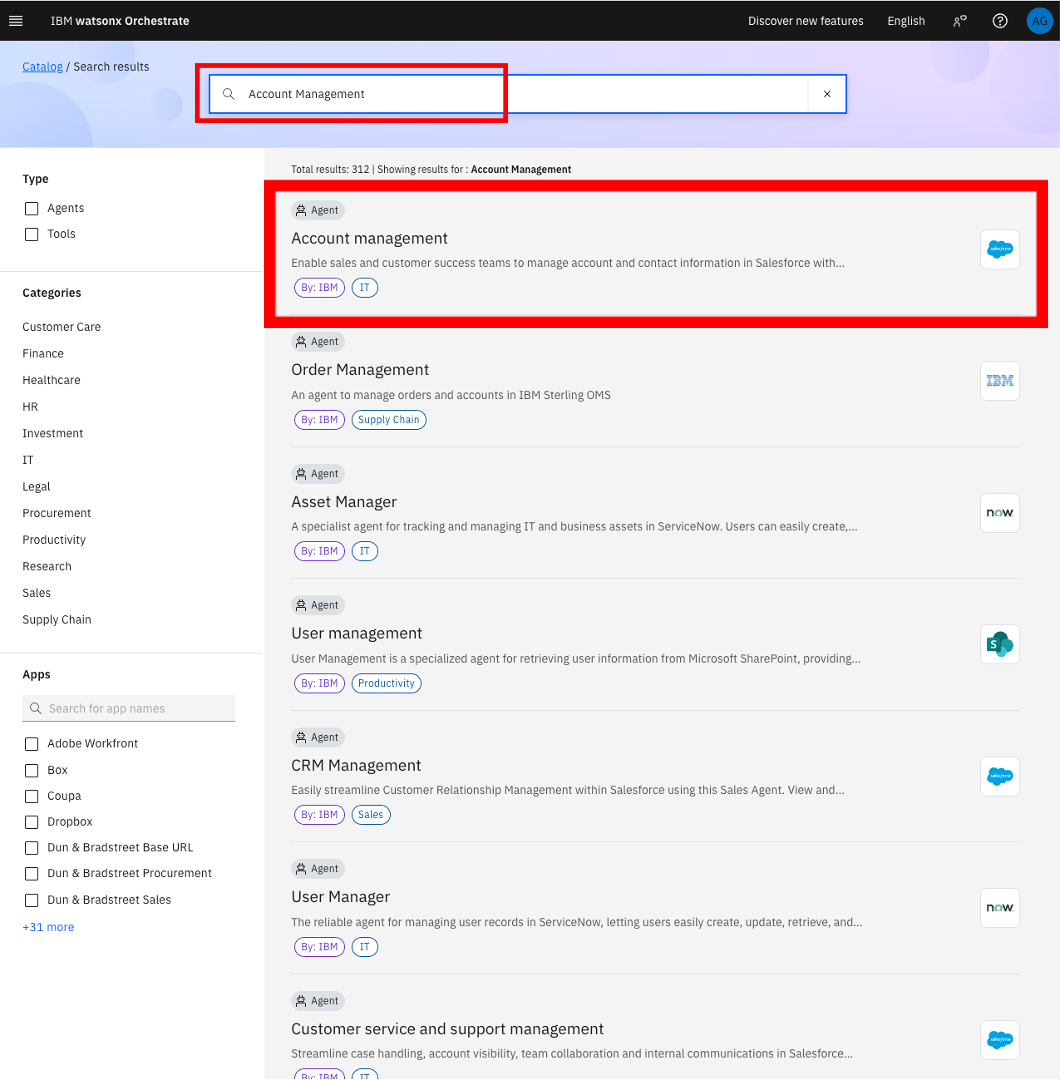 IBM watsonx Orchestrate
Discover new features
English
AG
Catalog / Search results
Account Management
Type
Agents
Tools
Categories
Customer Care
Finance
Healthcare
HR
Investment
IT
Legal
Procurement
Productivity
Research
Sales
Supply Chain
Apps
Search for app names
Adobe Workfront
Box
Coupa
Dropbox
Dun & Bradstreet Base URL
Dun & Bradstreet Procurement
Dun & Bradstreet Sales
+31 more
Total results: 312 | Showing results for : Account Management
Agent
Account management
Enable sales and customer success teams to manage account and contact information in Salesforce with...
By: IBM IT
salesforce
Agent
Order Management
An agent to manage orders and accounts in IBM Sterling OMS
By: IBM Supply Chain
IBM
Agent
Asset Manager
A specialist agent for tracking and managing IT and business assets in ServiceNow. Users can easily create,...
By: IBM IT
now
Agent
User management
User Management is a specialized agent for retrieving user information from Microsoft SharePoint, providing...
By: IBM Productivity
S
Agent
CRM Management
Easily streamline Customer Relationship Management within Salesforce using this Sales Agent. View and...
By: IBM Sales
salesforce
Agent
User Manager
The reliable agent for managing user records in ServiceNow, letting users easily create, update, retrieve, and...
By: IBM IT
now
Agent
Customer service and support management
Streamline case handling, account visibility, team collaboration and internal communications in Salesforce...
By: IBM IT
salesforce